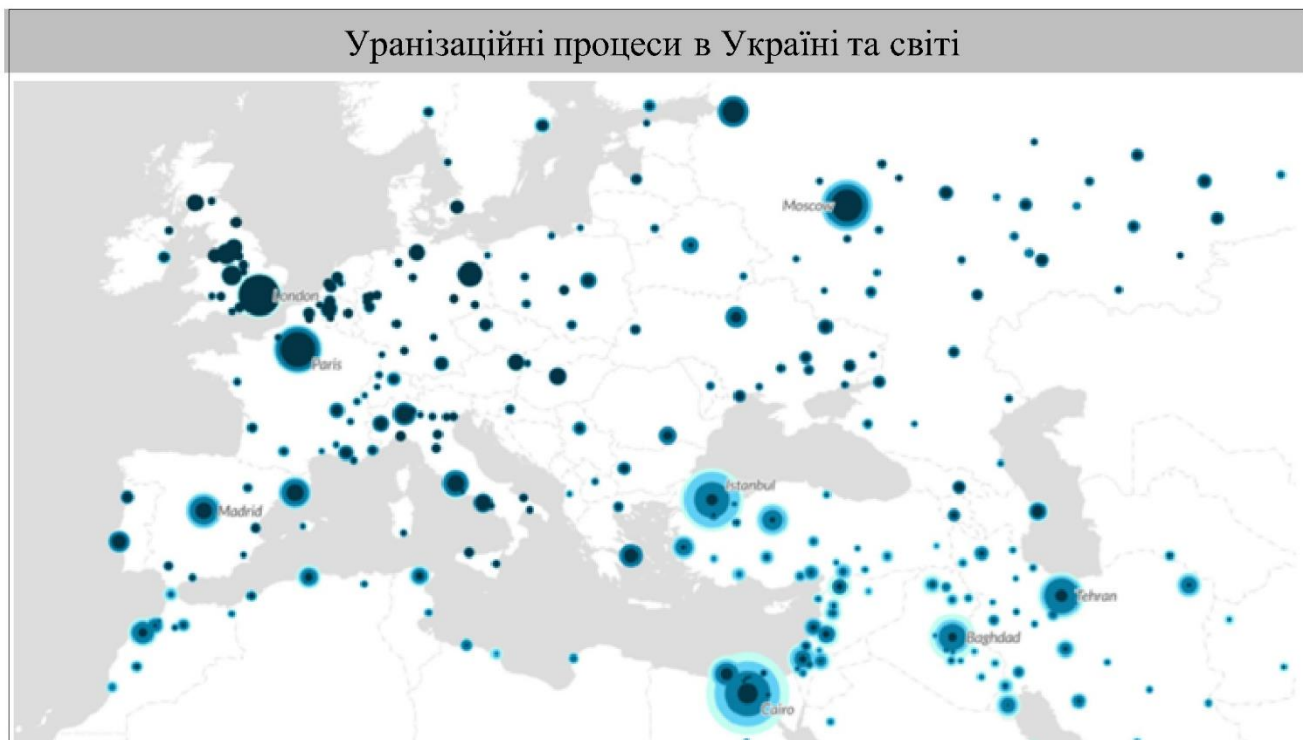 Уранізаційні процеси в Україні та світі
Moscow
London
Paris
Istanbul
Madrid
Tehran
Baghdad
Cairo